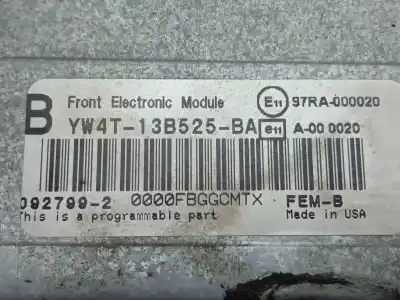 B Front Electronic Module E11 97RA-000020
YW4T-13B525-BA e11 A-00 0020
092799-2 0000FBGGCMTX FEM-B
This is a programmable part Made in USA